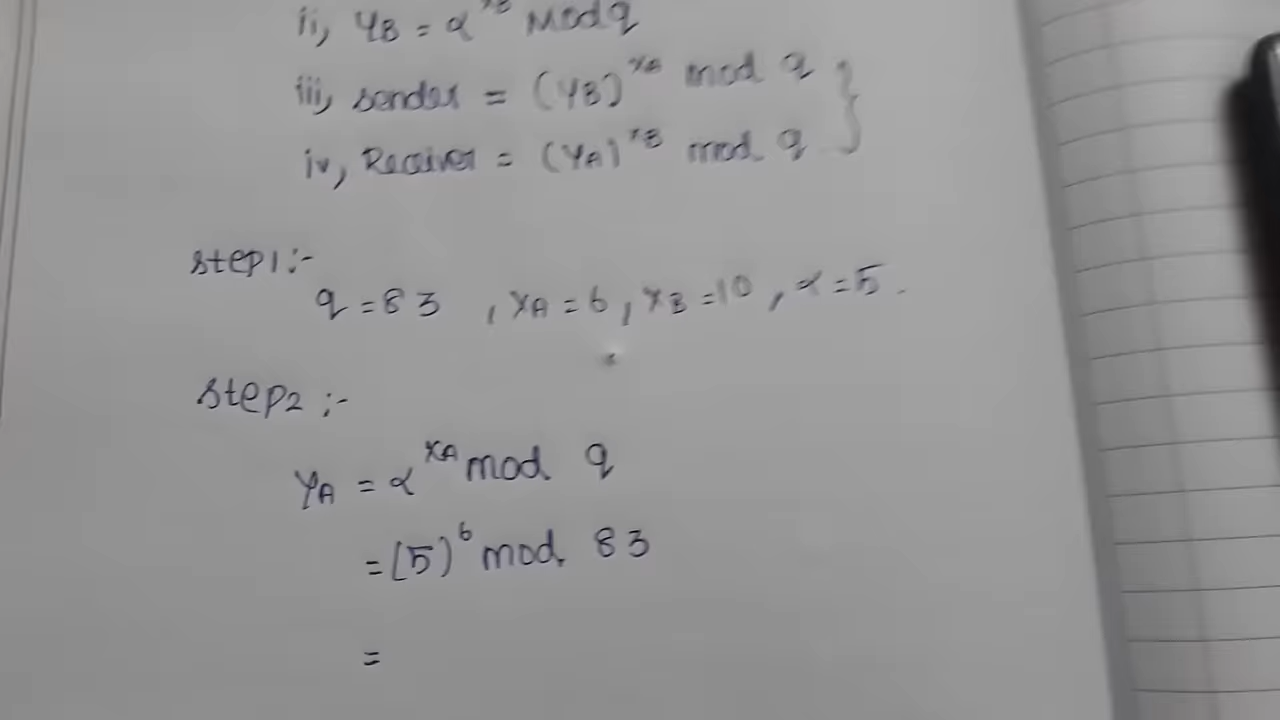 ii, YB = α^XB Mod q
iii, sender = (YB)^XA mod q }
iv, Receiver = (YA)^XB mod q
step1:-
q = 83 , XA = 6 , XB = 10 , α = 5 .
step2 :-
YA = α^XA mod q
= (5)^6 mod 83
=